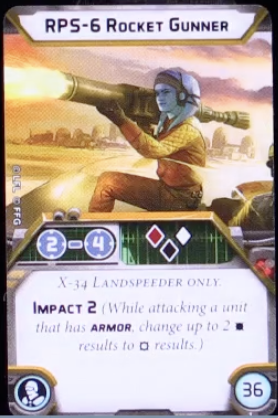 RPS-6 ROCKET GUNNER
© LFL © FFG
2-4
X-34 LANDSPEEDER ONLY.
IMPACT 2 (While attacking a unit
that has ARMOR, change up to 2
results to results.)
36